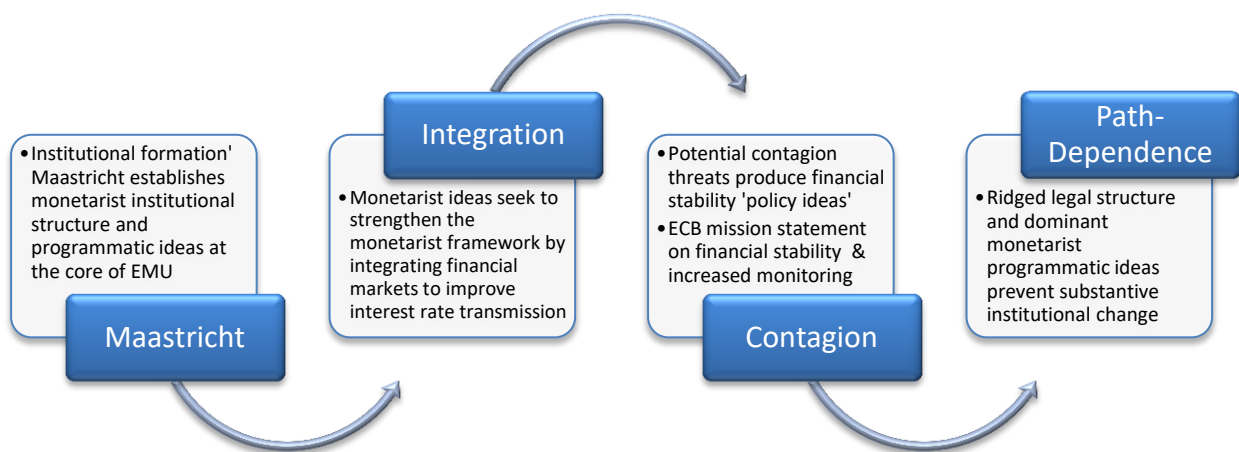 •Institutional formation'
Maastricht establishes
monetarist institutional
structure and
programmatic ideas at
the core of EMU
Maastricht
Integration
•Monetarist ideas seek to
strengthen the
monetarist framework by
integrating financial
markets to improve
interest rate transmission
•Potential contagion
threats produce financial
stability 'policy ideas'
•ECB mission statement
on financial stability & 
increased monitoring
Contagion
Path-
Dependence
•Ridged legal structure
and dominant
monetarist
programmatic ideas
prevent substantive
institutional change